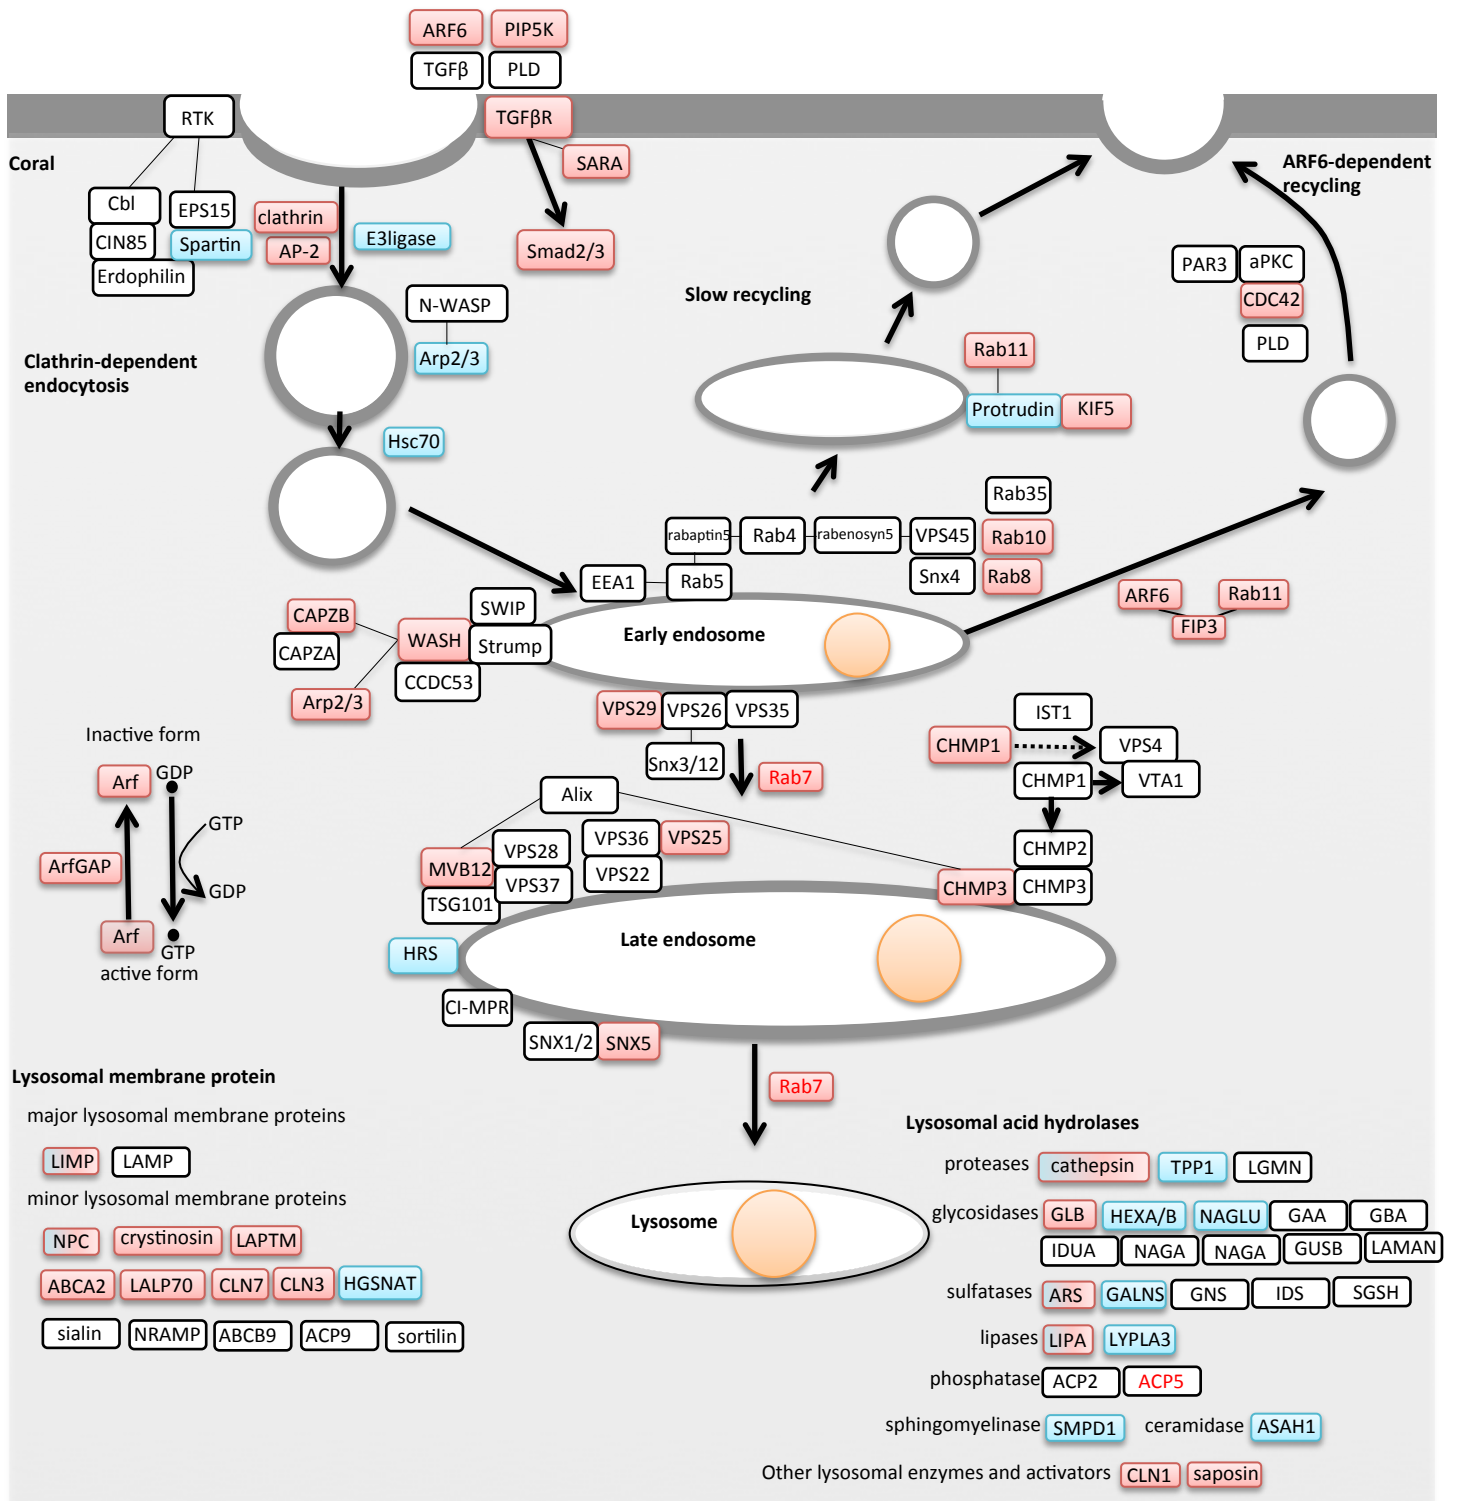 ARF6 PIP5K
TGFβ PLD
RTK
TGFβR
Coral
SARA
ARF6-dependent
recycling
Cbl
EPS15
clathrin
CIN85
Spartin
AP-2
E3ligase
Smad2/3
Erdophilin
PAR3 aPKC
CDC42
PLD
Slow recycling
N-WASP
Arp2/3
Clathrin-dependent
endocytosis
Rab11
Protrudin KIF5
Hsc70
Rab35
rabaptin5 Rab4 rabenosyn5 VPS45 Rab10
EEA1 Rab5 Snx4 Rab8
ARF6 Rab11
FIP3
CAPZB
SWIP
WASH
Strump
CAPZA
CCDC53
Arp2/3
Early endosome
VPS29 VPS26 VPS35
Snx3/12
Rab7
IST1
CHMP1 VPS4
CHMP1 VTA1
CHMP2
CHMP3 CHMP3
Inactive form
Arf GDP
GTP
ArfGAP
GDP
Arf
GTP
active form
Alix
VPS28
VPS36 VPS25
MVB12
VPS37
VPS22
TSG101
Late endosome
HRS
CI-MPR
SNX1/2 SNX5
Rab7
Lysosomal membrane protein
major lysosomal membrane proteins
LIMP LAMP
minor lysosomal membrane proteins
NPC crystinosin LAPTM
ABCA2 LALP70 CLN7 CLN3 HGSNAT
sialin NRAMP ABCB9 ACP9 sortilin
Lysosome
Lysosomal acid hydrolases
proteases cathepsin TPP1 LGMN
glycosidases GLB HEXA/B NAGLU GAA GBA
IDUA NAGA NAGA GUSB LAMAN
sulfatases ARS GALNS GNS IDS SGSH
lipases LIPA LYPLA3
phosphatase ACP2 ACP5
sphingomyelinase SMPD1 ceramidase ASAH1
Other lysosomal enzymes and activators CLN1 saposin